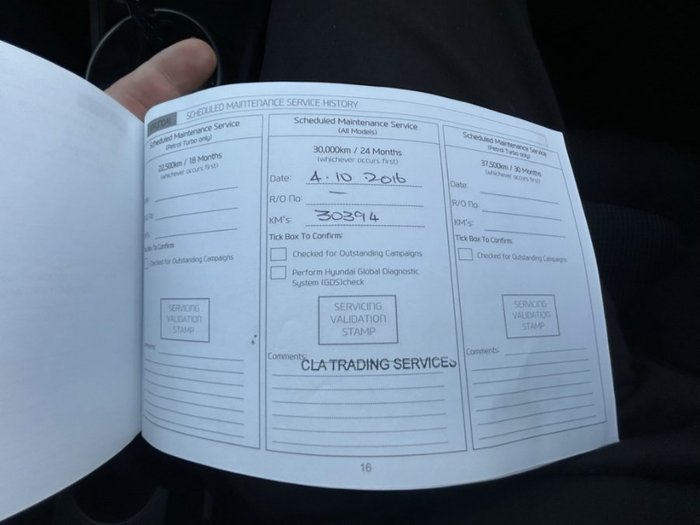 SCHEDULED MAINTENANCE SERVICE HISTORY
Scheduled Maintenance Service
(Petrol Turbo only)
22,500km / 18 Months
(whichever occurs first)
Tick Box To Confirm:
Checked for Outstanding Campaigns
SERVICING
VALIDATION
STAMP
Scheduled Maintenance Service
(All Models)
30,000km / 24 Months
(whichever occurs first)
Date: 4.10.2016
R/O No: —
KM's: 30394
Tick Box To Confirm:
Checked for Outstanding Campaigns
Perform Hyundai Global Diagnostic
System (GDS)check
SERVICING
VALIDATION
STAMP
Comments:
CLA TRADING SERVICES
Scheduled Maintenance Service
(Petrol Turbo only)
37,500km / 30 Months
(whichever occurs first)
Date:
R/O No:
KM's:
Tick Box To Confirm:
Checked for Outstanding Campaigns
SERVICING
VALIDATION
STAMP
Comments:
16